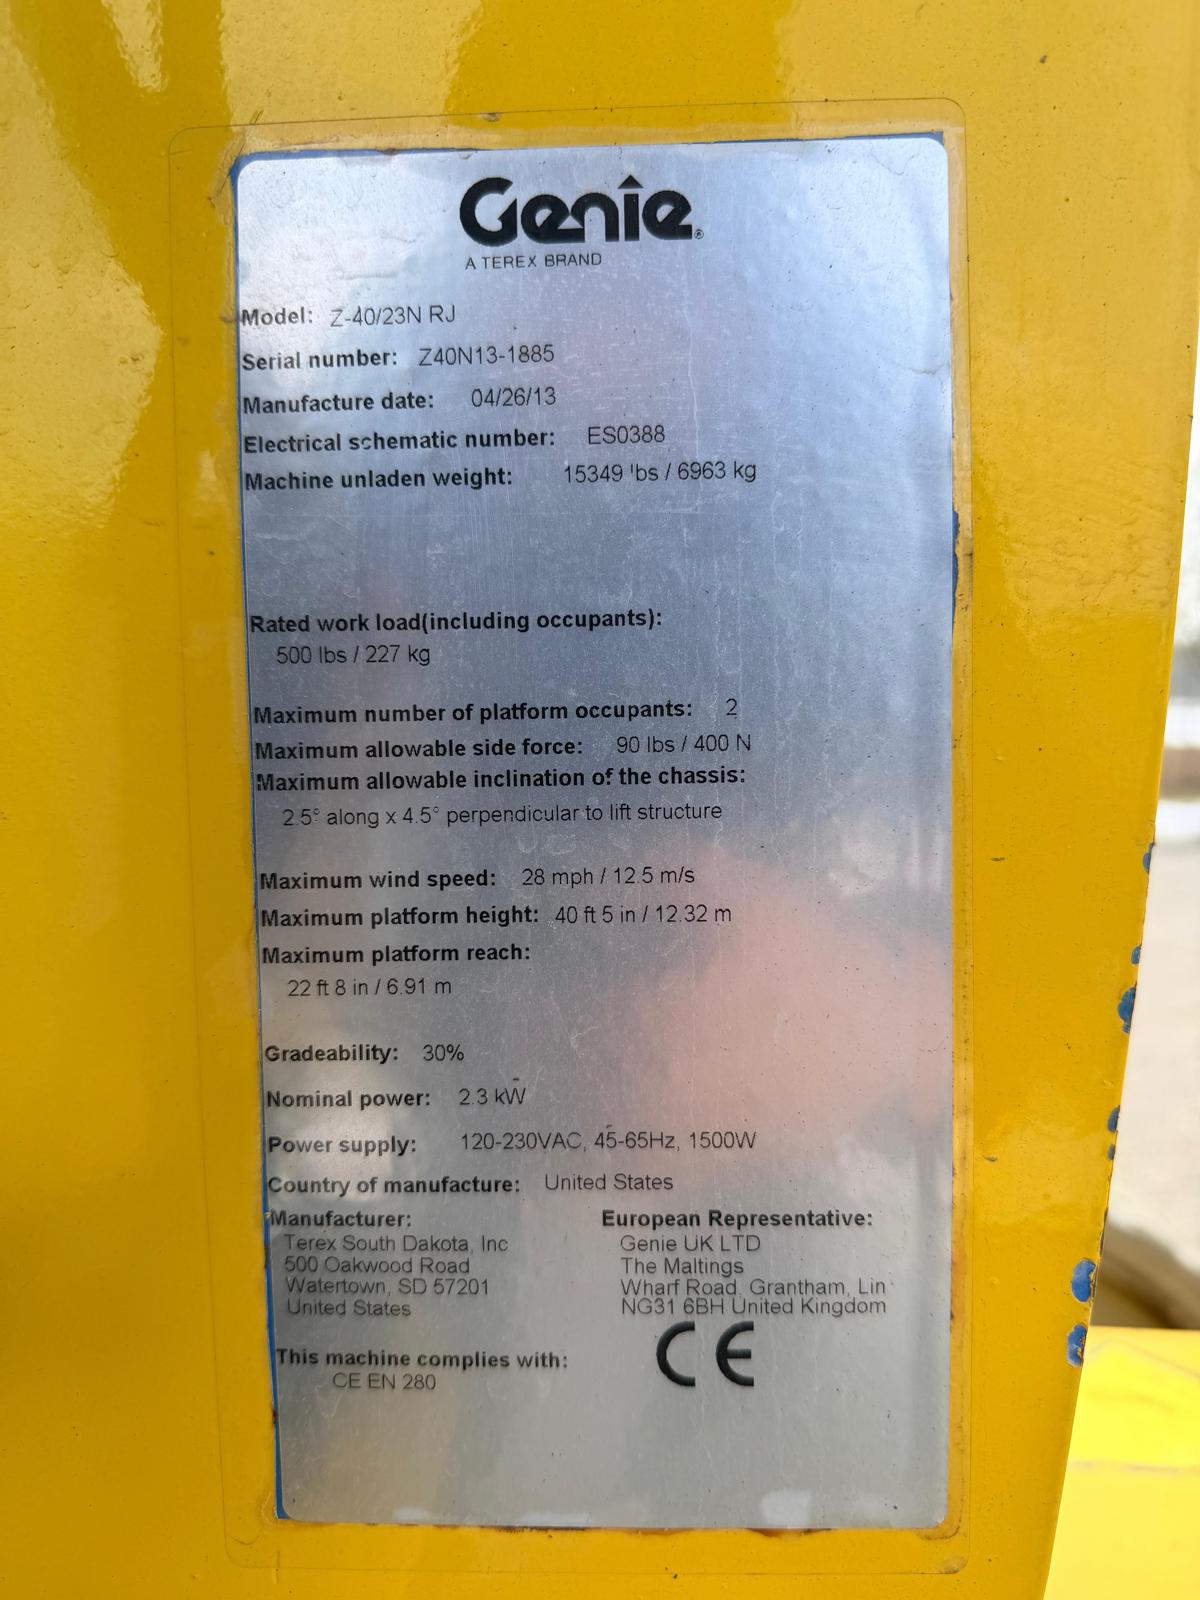 Genie®
A TEREX BRAND
Model: Z-40/23N RJ
Serial number: Z40N13-1885
Manufacture date: 04/26/13
Electrical schematic number: ES0388
Machine unladen weight: 15349 lbs / 6963 kg
Rated work load(including occupants):
500 lbs / 227 kg
Maximum number of platform occupants: 2
Maximum allowable side force: 90 lbs / 400 N
Maximum allowable inclination of the chassis:
2.5° along x 4.5° perpendicular to lift structure
Maximum wind speed: 28 mph / 12.5 m/s
Maximum platform height: 40 ft 5 in / 12.32 m
Maximum platform reach:
22 ft 8 in / 6.91 m
Gradeability: 30%
Nominal power: 2.3 kW
Power supply: 120-230VAC, 45-65Hz, 1500W
Country of manufacture: United States
Manufacturer: European Representative:
Terex South Dakota, Inc Genie UK LTD
500 Oakwood Road The Maltings
Watertown, SD 57201 Wharf Road, Grantham, Lin
United States NG31 6BH United Kingdom
This machine complies with: CE
CE EN 280